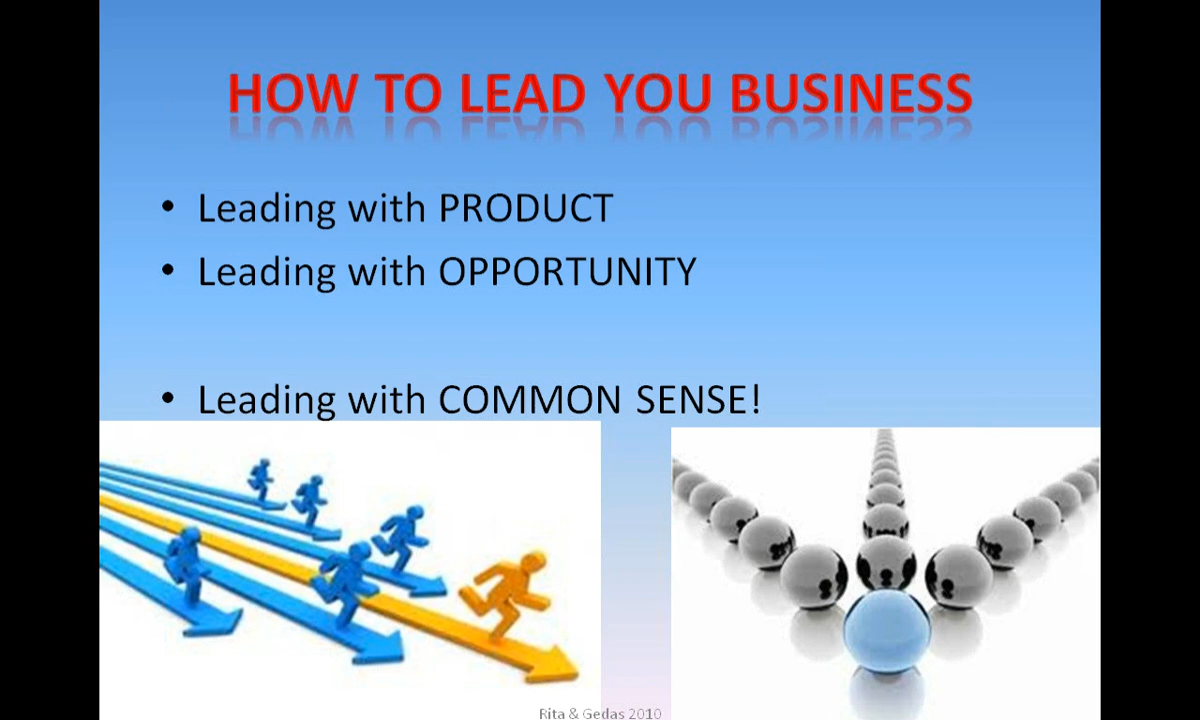 HOW TO LEAD YOU BUSINESS
• Leading with PRODUCT
• Leading with OPPORTUNITY
• Leading with COMMON SENSE!
Rita & Gedas 2010